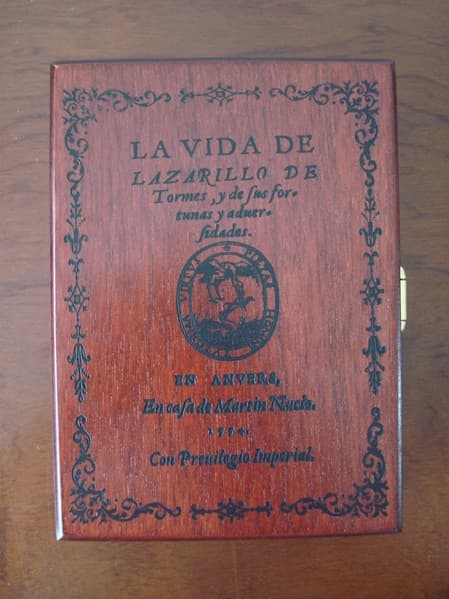 LA VIDA DE
LAZARILLO DE
Tormes, y de ſus for-
tunas y aduer-
ſidades.
EN ANVERS,
En caſa de Martin Nucio.
1554.
Con Preuilegio Imperial.